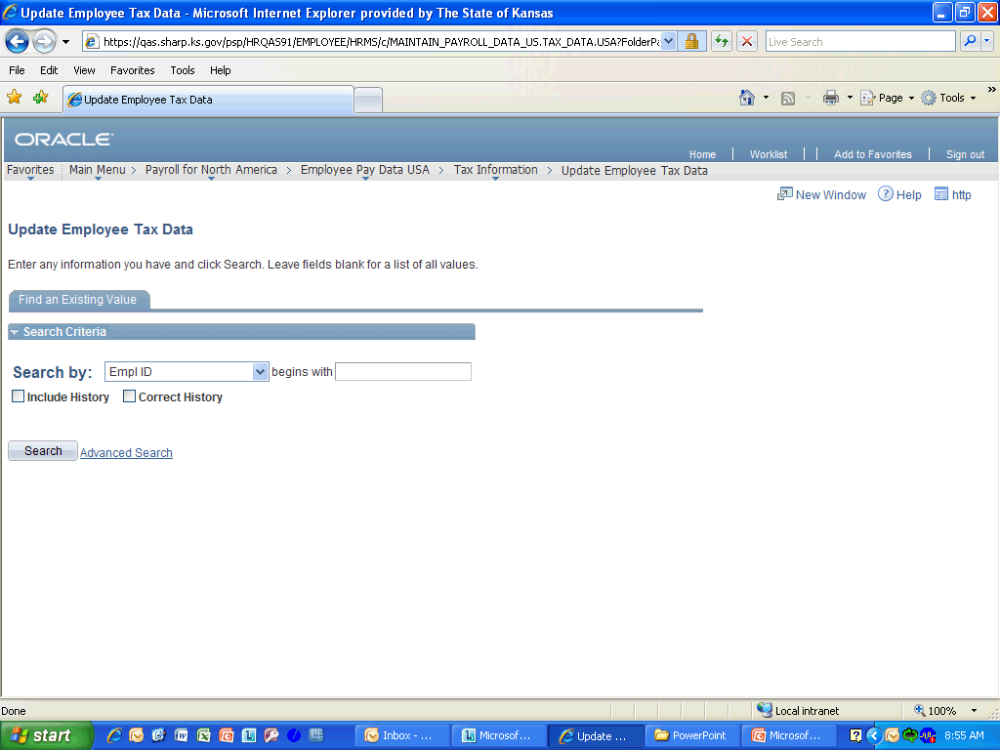 Update Employee Tax Data - Microsoft Internet Explorer provided by The State of Kansas
https://qas.sharp.ks.gov/psp/HRQAS91/EMPLOYEE/HRMS/c/MAINTAIN_PAYROLL_DATA_US.TAX_DATA.USA?FolderPa
Live Search
File Edit View Favorites Tools Help
Update Employee Tax Data
Page Tools
ORACLE
Home Worklist Add to Favorites Sign out
Favorites Main Menu > Payroll for North America > Employee Pay Data USA > Tax Information > Update Employee Tax Data
New Window ? Help http
Update Employee Tax Data
Enter any information you have and click Search. Leave fields blank for a list of all values.
Find an Existing Value
Search Criteria
Search by: Empl ID begins with
Include History Correct History
Search Advanced Search
Done Local intranet 100%
start Inbox - ... Microsof... Update ... PowerPoint Microsof... 8:55 AM